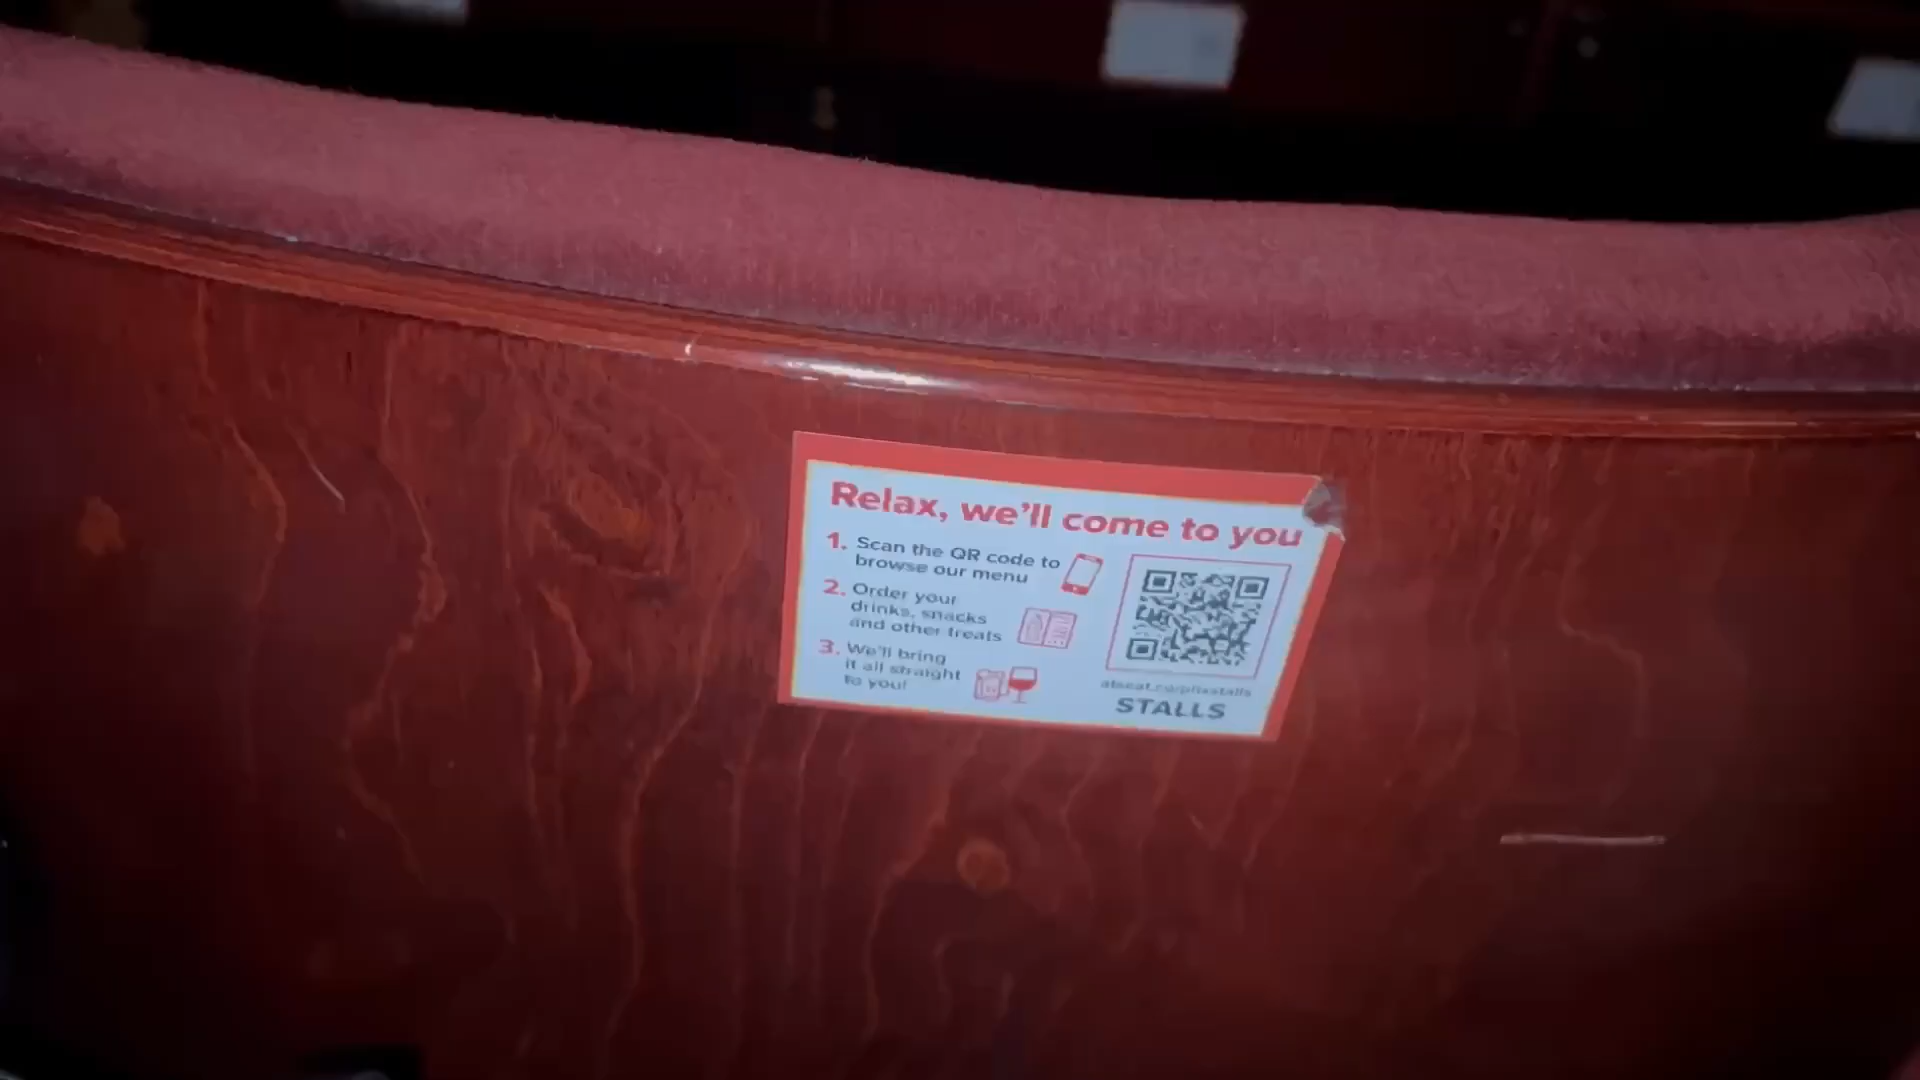 Relax, we'll come to you
1. Scan the QR code to
browse our menu
2. Order your
drinks, snacks
and other treats
3. We'll bring
it all straight
to you!
STALLS